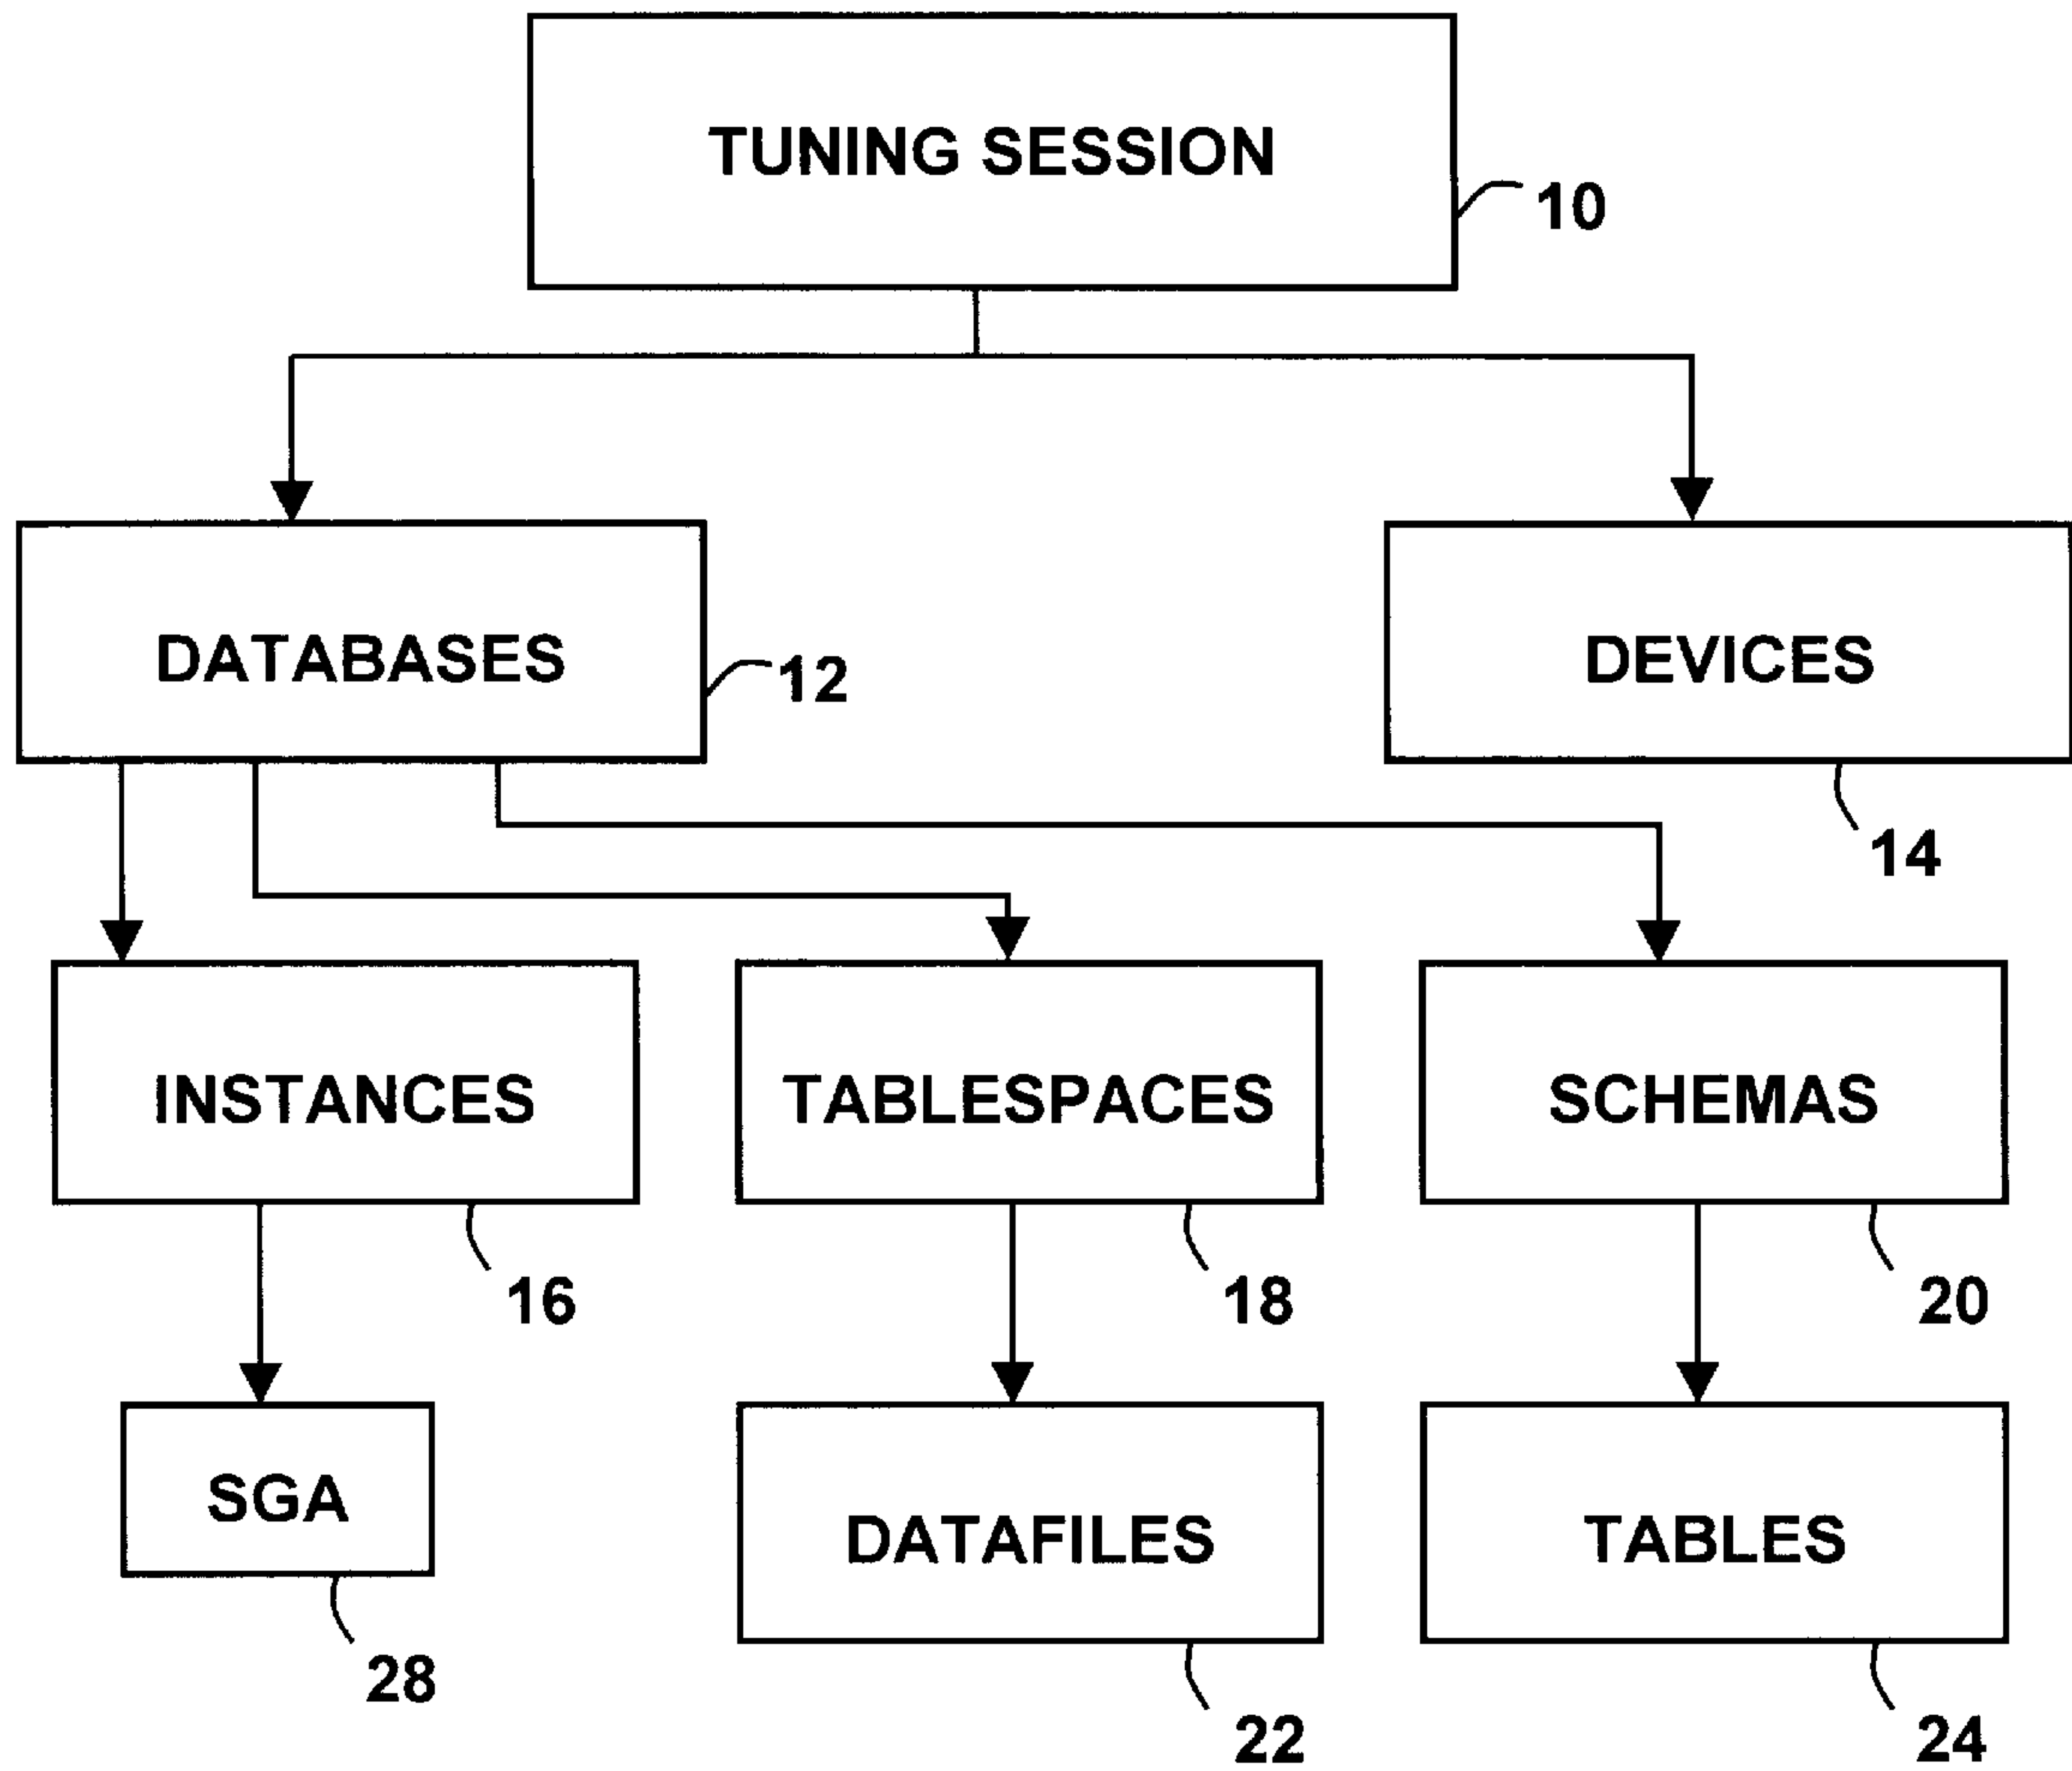 TUNING SESSION
10
DATABASES
12
DEVICES
14
INSTANCES
TABLESPACES
SCHEMAS
16
18
20
SGA
DATAFILES
TABLES
28
22
24